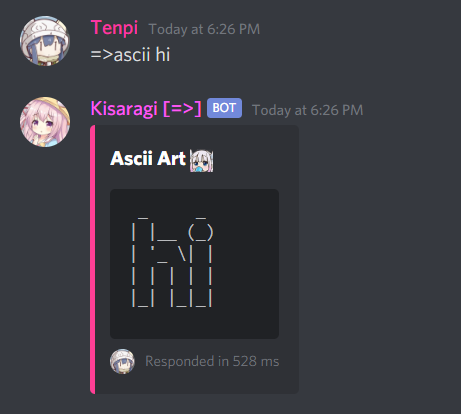 Tenpi Today at 6:26 PM
=>ascii hi
Kisaragi [=>] BOT Today at 6:26 PM
Ascii Art
 _     _
| |__ (_)
| '_ \| |
| | | | |
|_| |_|_|
Responded in 528 ms